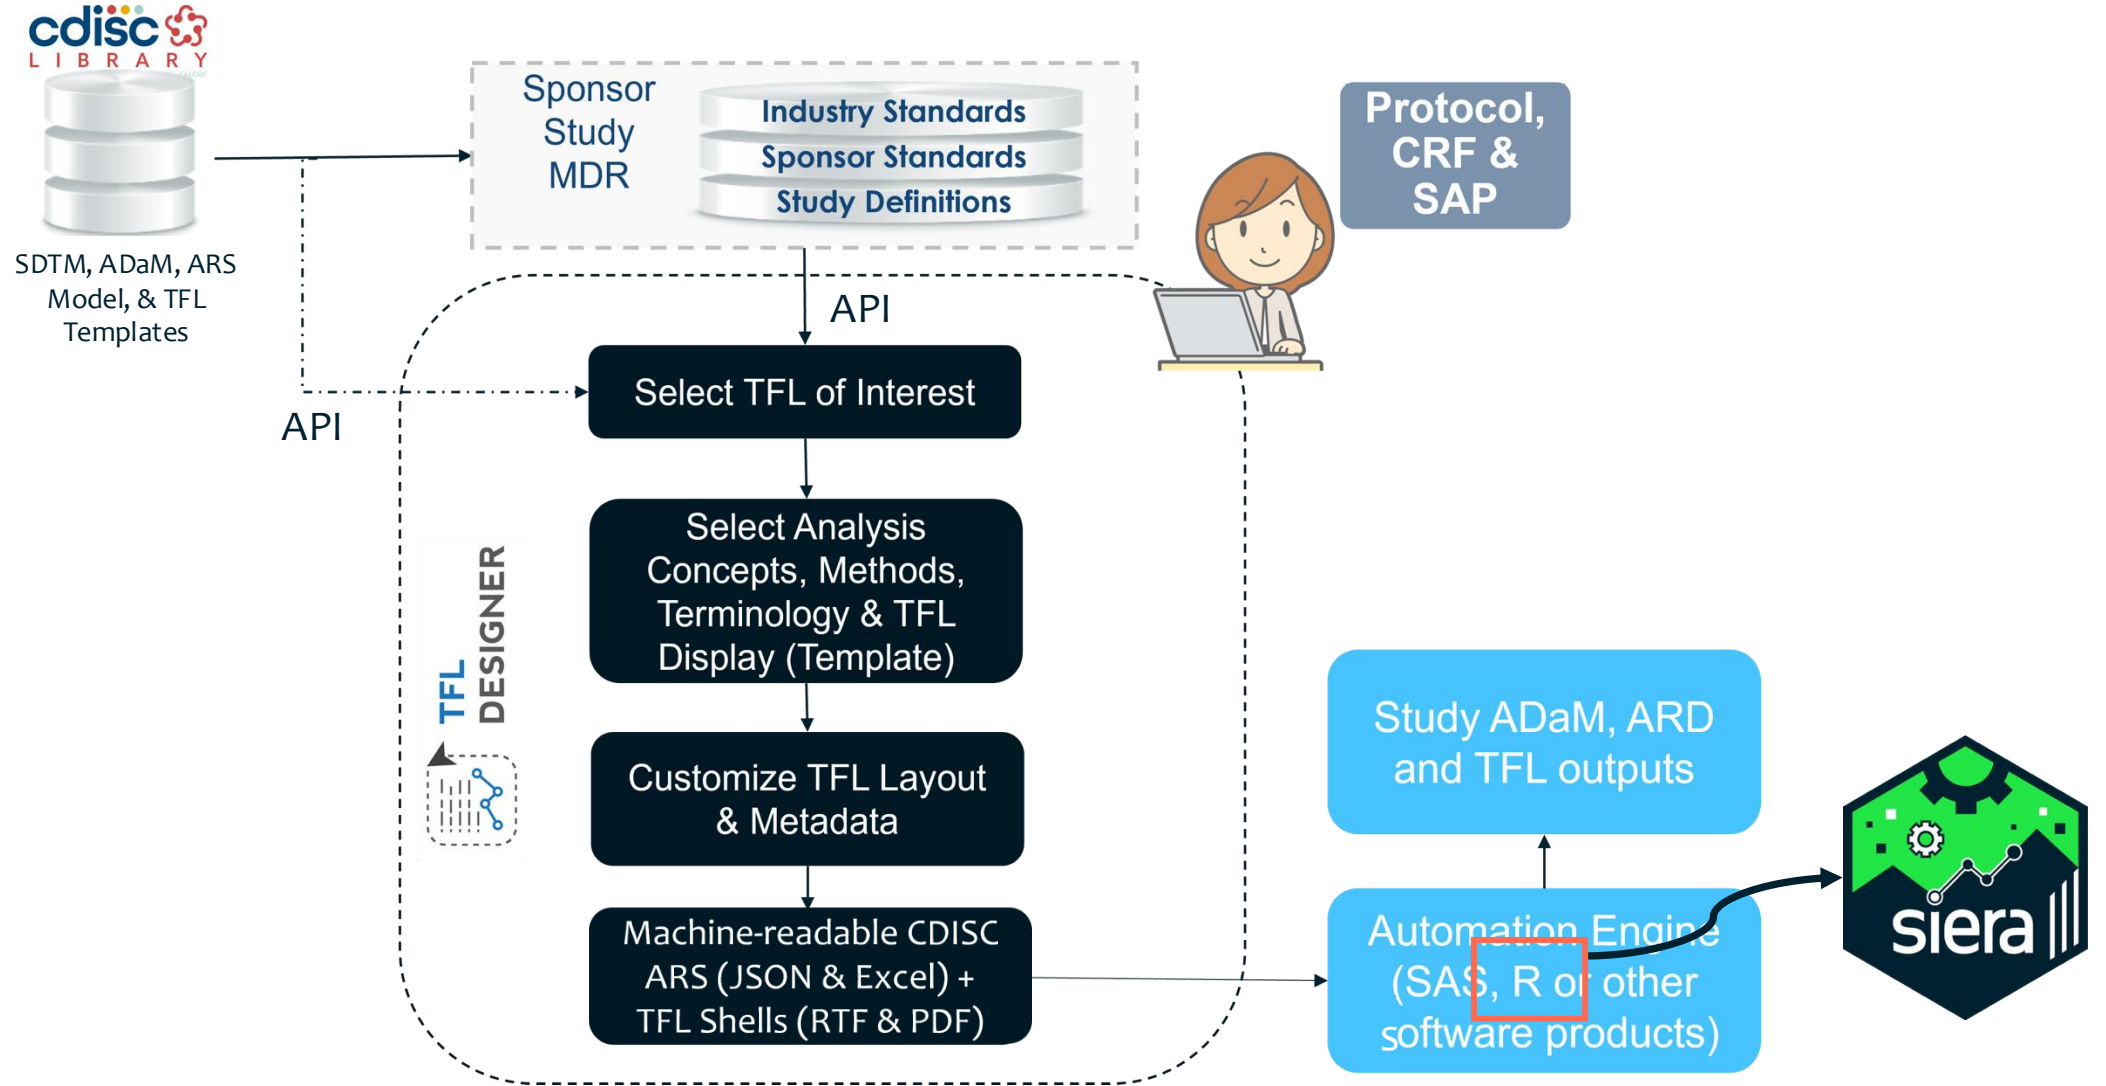 cdisc
LIBRARY
SDTM, ADaM, ARS
Model, & TFL
Templates
Sponsor
Study
MDR
Industry Standards
Sponsor Standards
Study Definitions
Protocol,
CRF &
SAP
API
API
Select TFL of Interest
Select Analysis
Concepts, Methods,
Terminology & TFL
Display (Template)
TFL
DESIGNER
Customize TFL Layout
& Metadata
Machine-readable CDISC
ARS (JSON & Excel) +
TFL Shells (RTF & PDF)
Study ADaM, ARD
and TFL outputs
Automation Engine
(SAS, R or other
software products)
siera